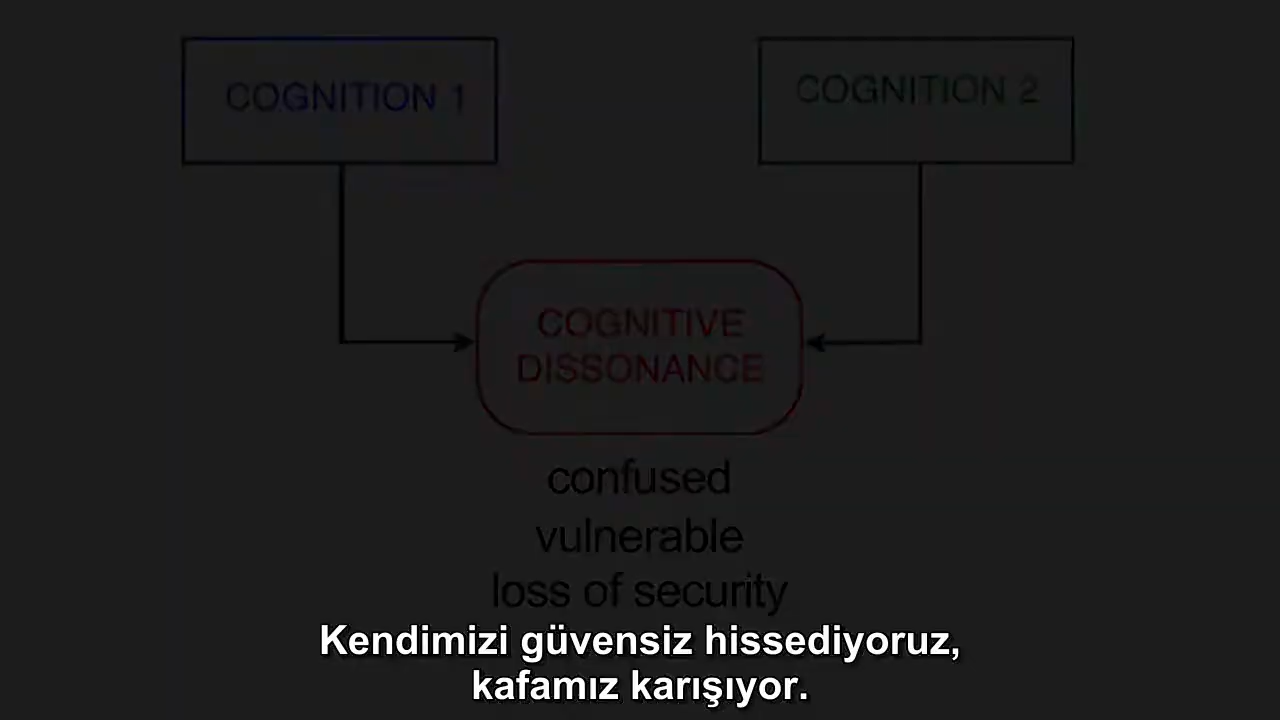 COGNITION 1
COGNITION 2
COGNITIVE
DISSONANCE
confused
vulnerable
loss of security
Kendimizi güvensiz hissediyoruz,
kafamız karışıyor.